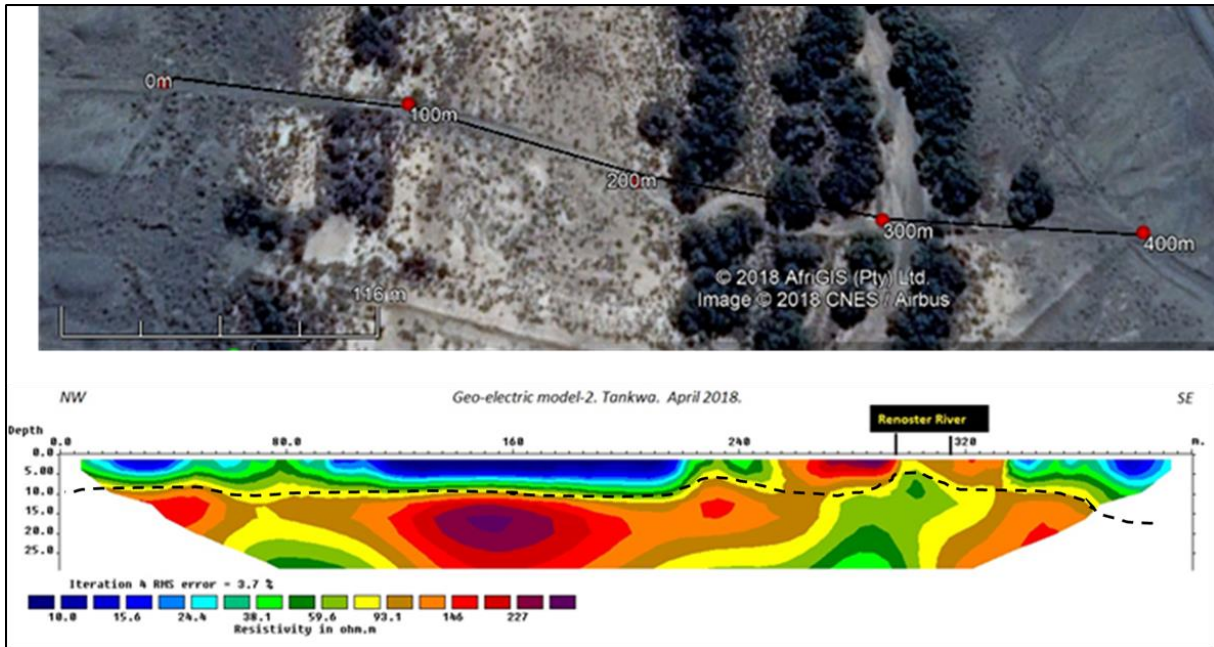 0m
100m
200m
300m
400m
© 2018 AfriGIS (Pty) Ltd.
Image © 2018 CNES / Airbus
116 m
NW
Geo-electric model-2. Tankwa. April 2018.
SE
Renoster River
Depth
0.0 80.0 160 240 320 m.
0.0
5.00
10.0
15.0
20.0
25.0
Iteration 4 RMS error = 3.7 %
10.0 15.6 24.4 38.1 59.6 93.1 146 227
Resistivity in ohm.m